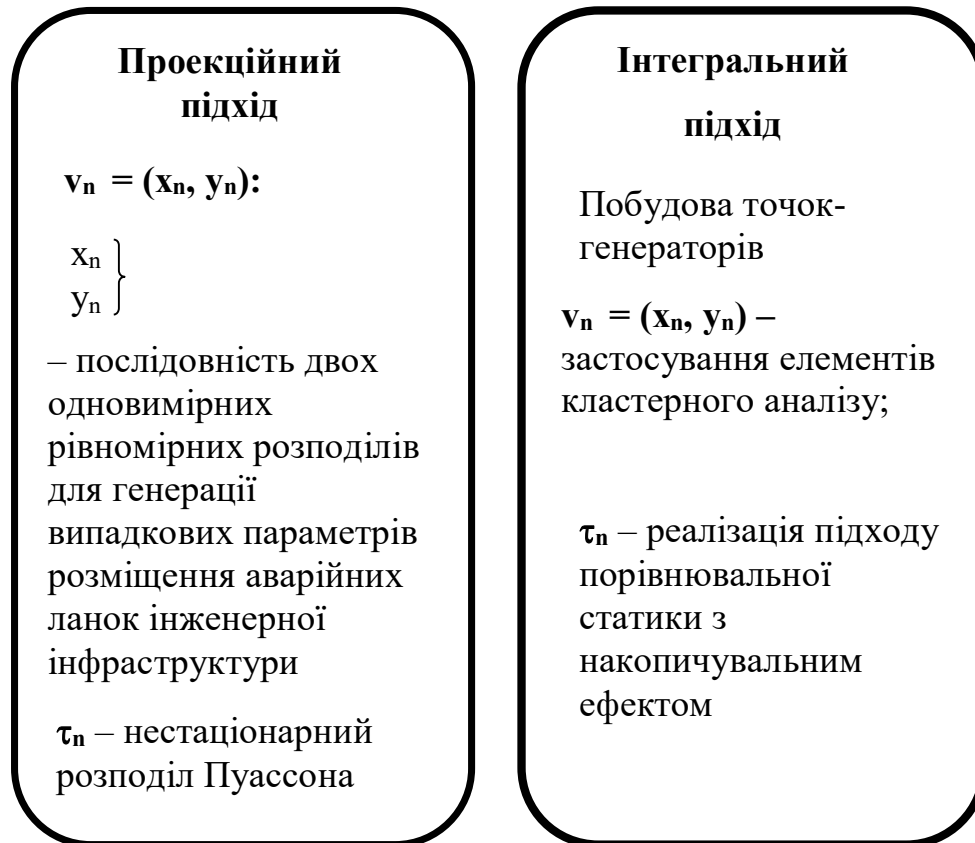 Проекційний
підхід
vn = (xn, yn):
xn
yn
– послідовність двох
одновимірних
рівномірних розподілів
для генерації
випадкових параметрів
розміщення аварійних
ланок інженерної
інфраструктури
τn – нестаціонарний
розподіл Пуассона
Інтегральний
підхід
Побудова точок-
генераторів
vn = (xn, yn) –
застосування елементів
кластерного аналізу;
τn – реалізація підходу
порівнювальної
статики з
накопичувальним
ефектом